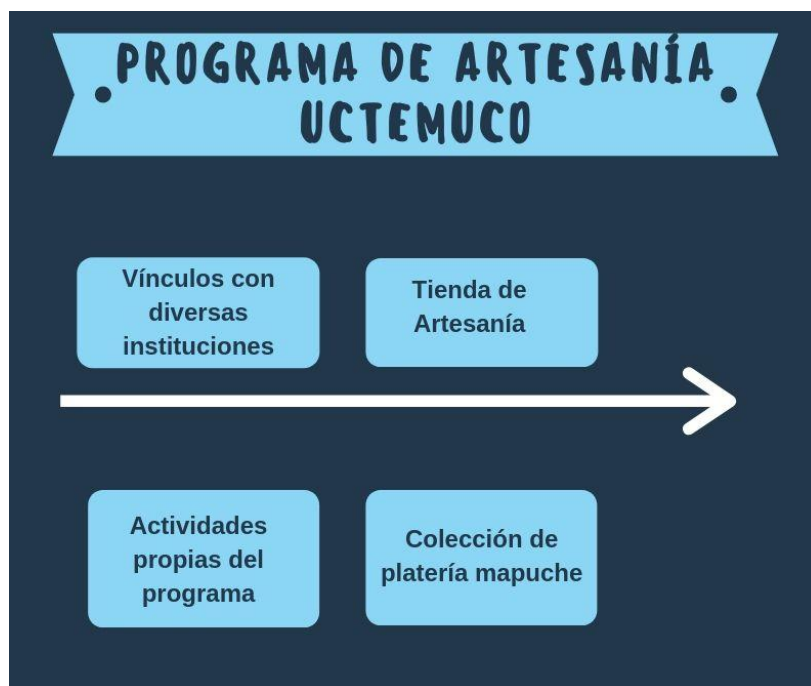 PROGRAMA DE ARTESANÍA
UCTEMUCO
Vínculos con
diversas
instituciones
Tienda de
Artesanía
Actividades
propias del
programa
Colección de
platería mapuche